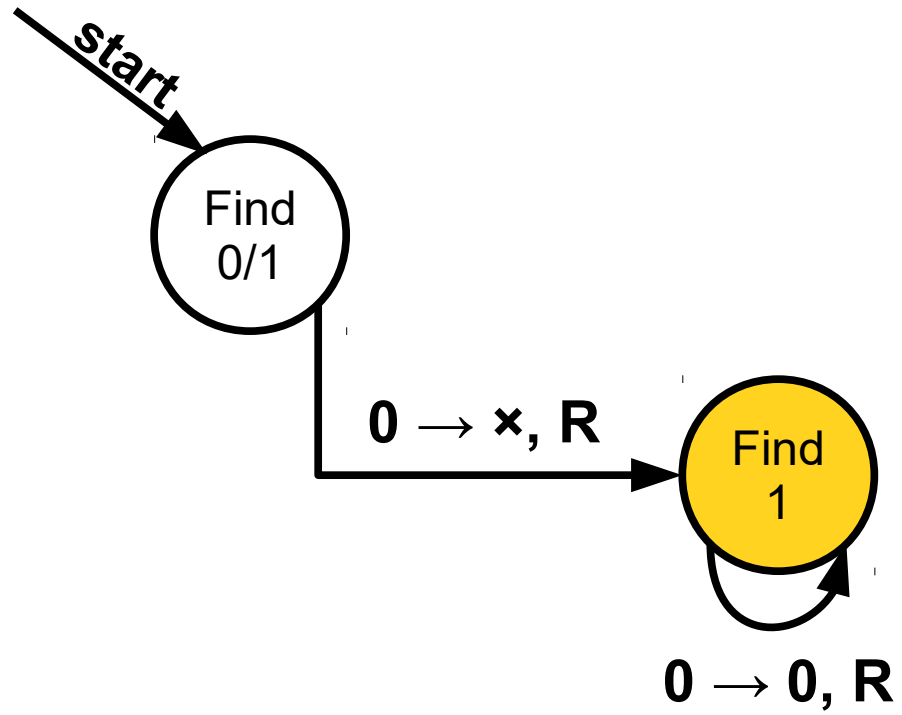 start
Find
0/1
0 → ×, R
Find
1
0 → 0, R